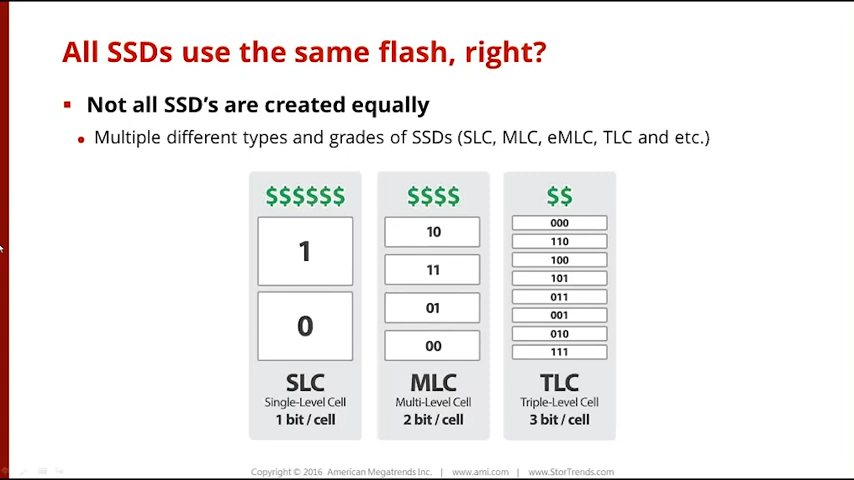 All SSDs use the same flash, right?
Not all SSD's are created equally
Multiple different types and grades of SSDs (SLC, MLC, eMLC, TLC and etc.)
$$$$$$
1
0
SLC
Single-Level Cell
1 bit / cell
$$$$
10
11
01
00
MLC
Multi-Level Cell
2 bit / cell
$$
000
110
100
101
011
001
010
111
TLC
Triple-Level Cell
3 bit / cell
Copyright © 2016 American Megatrends Inc. | www.ami.com | www.StorTrends.com